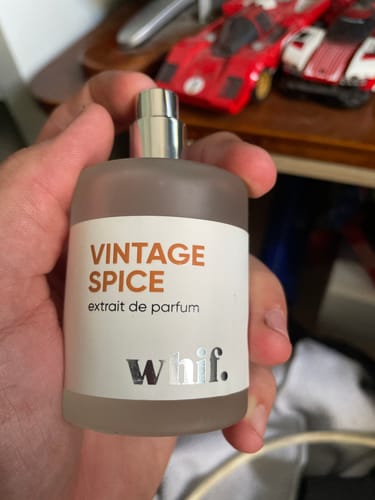 VINTAGE
SPICE
extrait de parfum
whif.